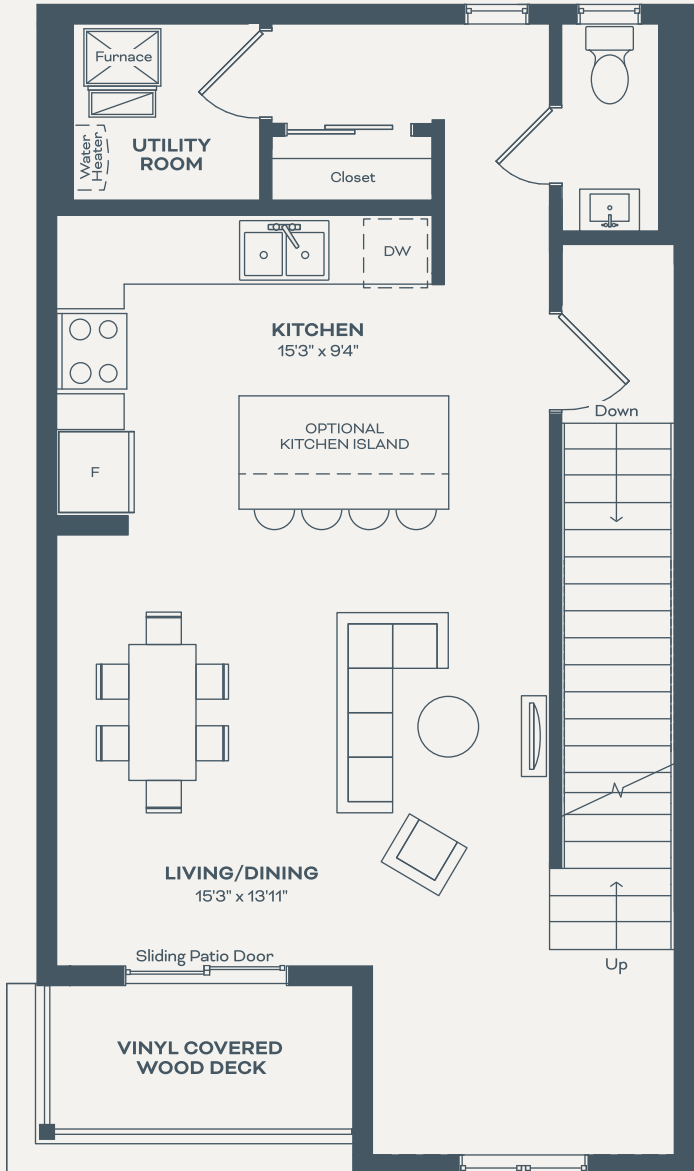 Furnace
Water
Heater
UTILITY
ROOM
Closet
DW
KITCHEN
15'3" x 9'4"
OPTIONAL
KITCHEN ISLAND
Down
F
LIVING/DINING
15'3" x 13'11"
Sliding Patio Door
Up
VINYL COVERED
WOOD DECK